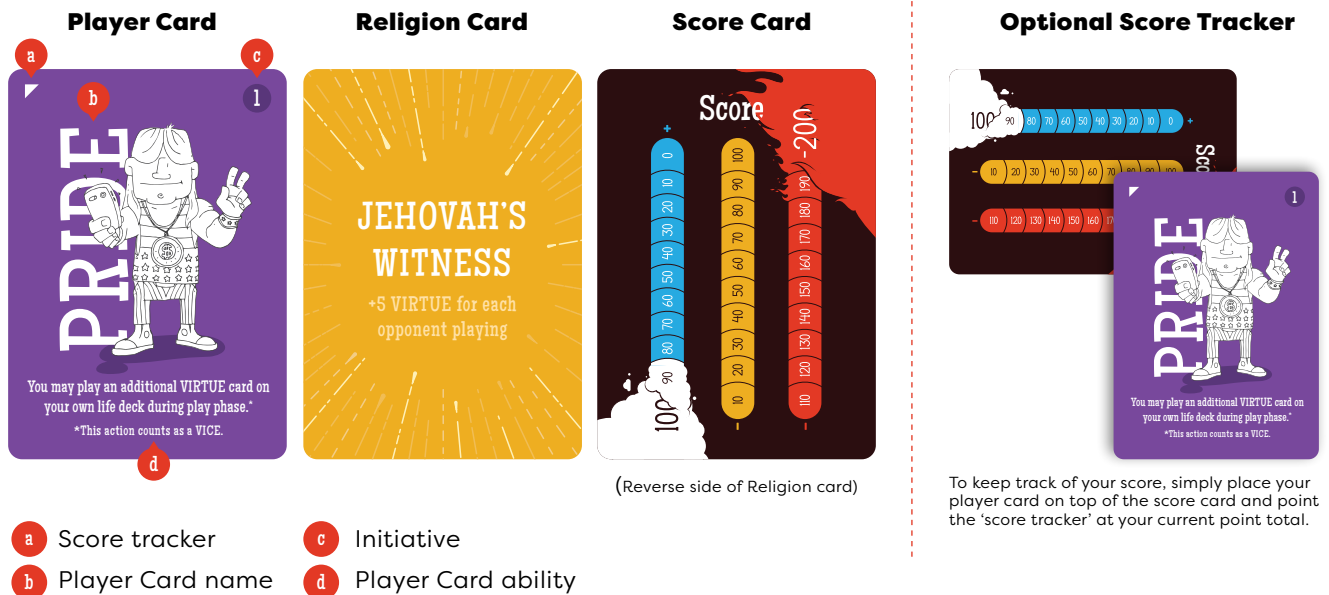 Player Card
Religion Card
Score Card
Optional Score Tracker
a
c
b
1
PRIDE
You may play an additional VIRTUE card on
your own life deck during play phase.*
*This action counts as a VICE.
d
JEHOVAH'S
WITNESS
+5 VIRTUE for each
opponent playing
Score
+
0
10
20
30
40
50
60
70
80
90
100
100
90
80
70
60
50
40
30
20
10
-
-200
190
180
170
160
150
140
130
120
110
-
(Reverse side of Religion card)
100 90 80 70 60 50 40 30 20 10 0 +
- 10 20 30 40 50 60 70 80 90 100
- 110 120 130 140 150 160
1
PRIDE
You may play an additional VIRTUE card on
your own life deck during play phase.*
*This action counts as a VICE.
To keep track of your score, simply place your
player card on top of the score card and point
the ‘score tracker’ at your current point total.
a Score tracker
b Player Card name
c Initiative
d Player Card ability